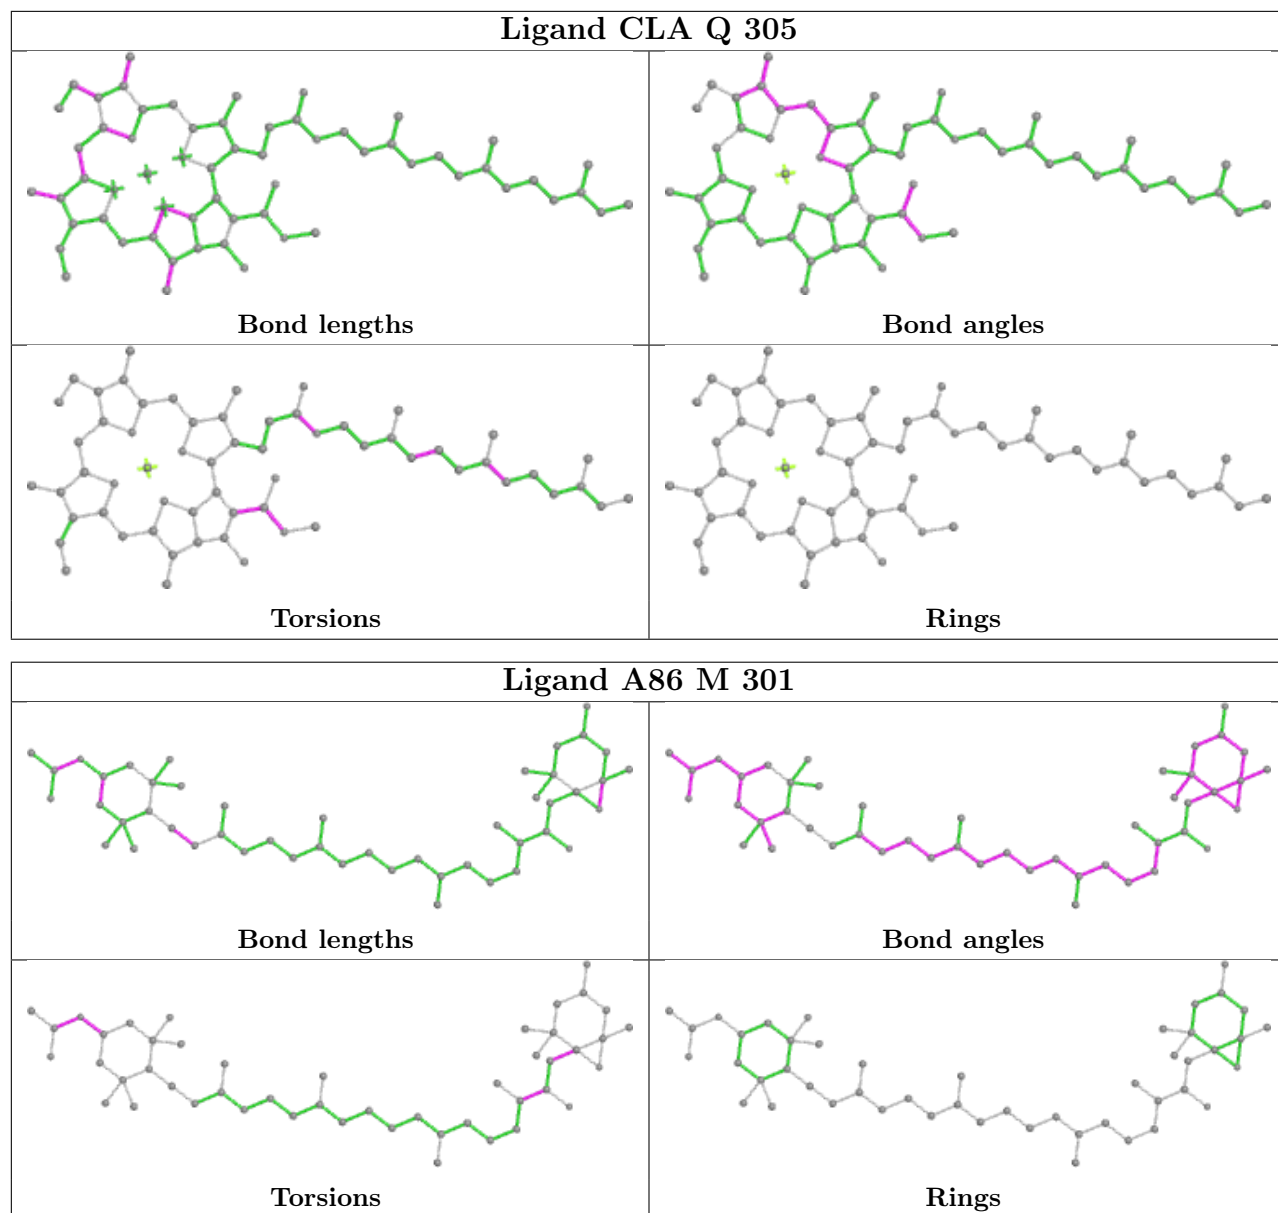 Ligand CLA Q 305
Bond lengths
Bond angles
Torsions
Rings
Ligand A86 M 301
Bond lengths
Bond angles
Torsions
Rings